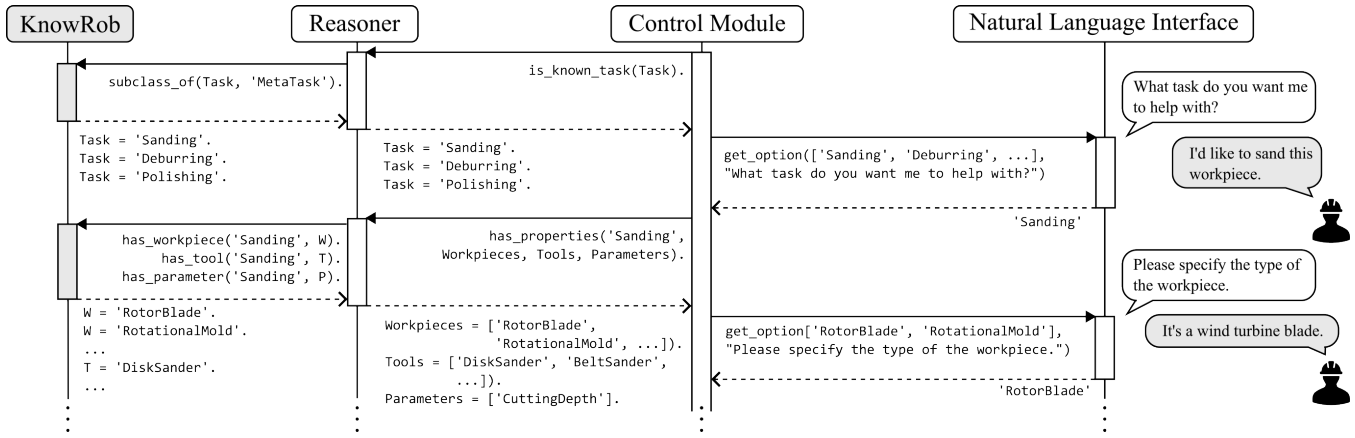 KnowRob
Reasoner
Control Module
Natural Language Interface
is_known_task(Task).
subclass_of(Task, 'MetaTask').
What task do you want me
to help with?
Task = 'Sanding'.
Task = 'Deburring'.
Task = 'Polishing'.
Task = 'Sanding'.
Task = 'Deburring'.
Task = 'Polishing'.
get_option(['Sanding', 'Deburring', ...],
"What task do you want me to help with?")
I'd like to sand this
workpiece.
'Sanding'
has_properties('Sanding',
Workpieces, Tools, Parameters).
has_workpiece('Sanding', W).
has_tool('Sanding', T).
has_parameter('Sanding', P).
Please specify the type of
the workpiece.
W = 'RotorBlade'.
W = 'RotationalMold'.
...
T = 'DiskSander'.
...
Workpieces = ['RotorBlade',
'RotationalMold', ...]).
Tools = ['DiskSander', 'BeltSander',
...]).
Parameters = ['CuttingDepth'].
get_option['RotorBlade', 'RotationalMold'],
"Please specify the type of the workpiece.")
It's a wind turbine blade.
'RotorBlade'